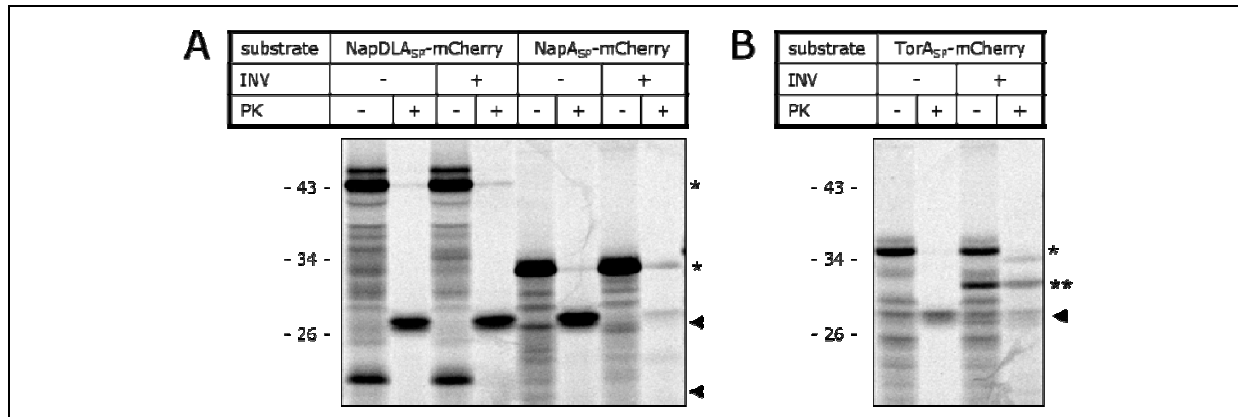 A
substrate NapDLASP-mCherry NapASP-mCherry
INV - + - +
PK - + - + - + - +
- 43 - *
- 34 - *
- 26 -
B
substrate TorASP-mCherry
INV - +
PK - + - +
- 43 -
- 34 - *
**
- 26 -